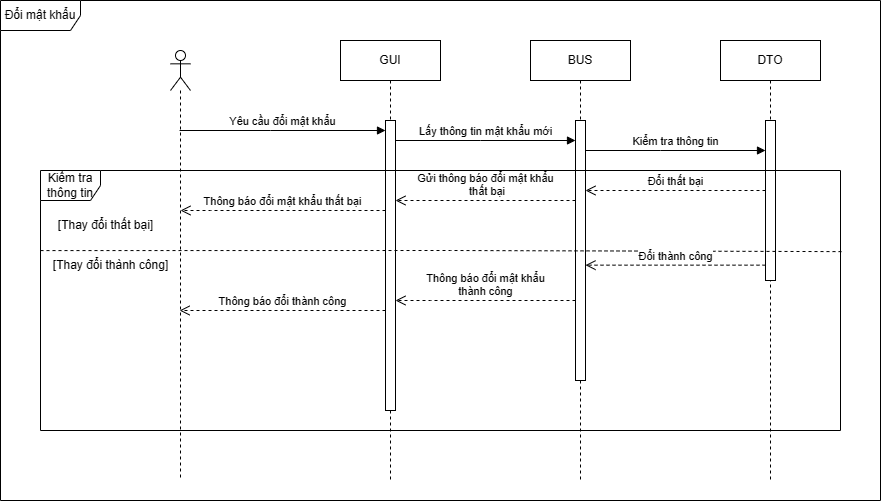 Đổi mật khẩu
GUI
BUS
DTO
Yêu cầu đổi mật khẩu
Lấy thông tin mật khẩu mới
Kiểm tra thông tin
Kiểm tra
thông tin
Gửi thông báo đổi mật khẩu
thất bại
Đổi thất bại
Thông báo đổi mật khẩu thất bại
[Thay đổi thất bại]
[Thay đổi thành công]
Đổi thành công
Thông báo đổi mật khẩu
thành công
Thông báo đổi thành công